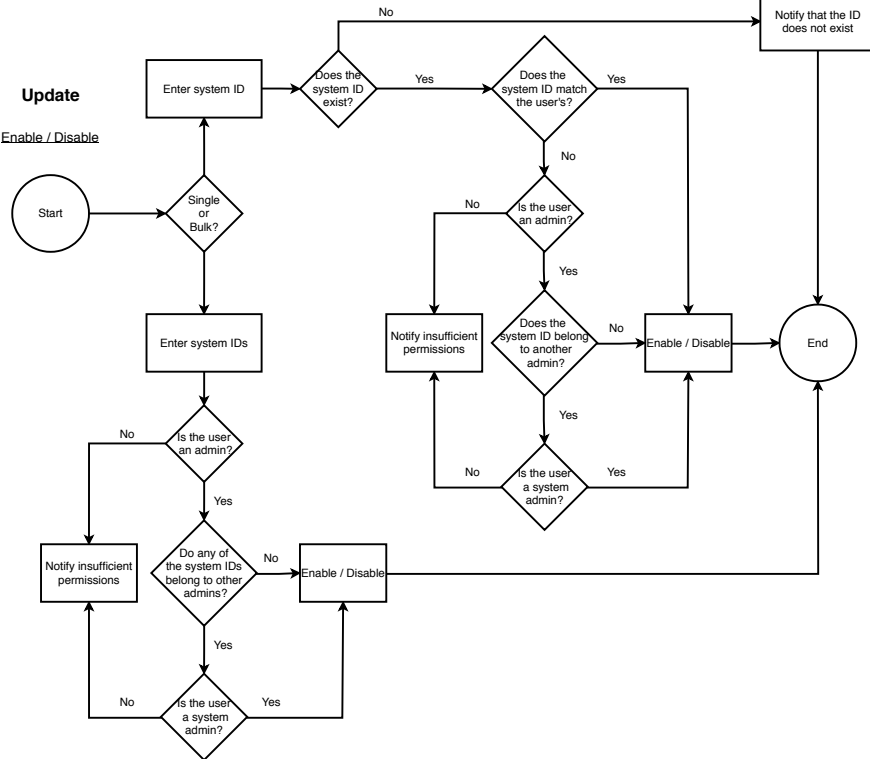 No
Notify that the ID
does not exist
Update
Enable / Disable
Enter system ID
Does the
system ID
exist?
Yes
Does the
system ID match
the user's?
Yes
No
Start
Single
or
Bulk?
No
Is the user
an admin?
Yes
Enter system IDs
Notify insufficient
permissions
Does the
system ID belong
to another
admin?
No
Enable / Disable
End
Yes
No
Is the user
a system
admin?
Yes
No
Is the user
an admin?
Yes
Notify insufficient
permissions
Do any of
the system IDs
belong to other
admins?
No
Enable / Disable
Yes
No
Is the user
a system
admin?
Yes